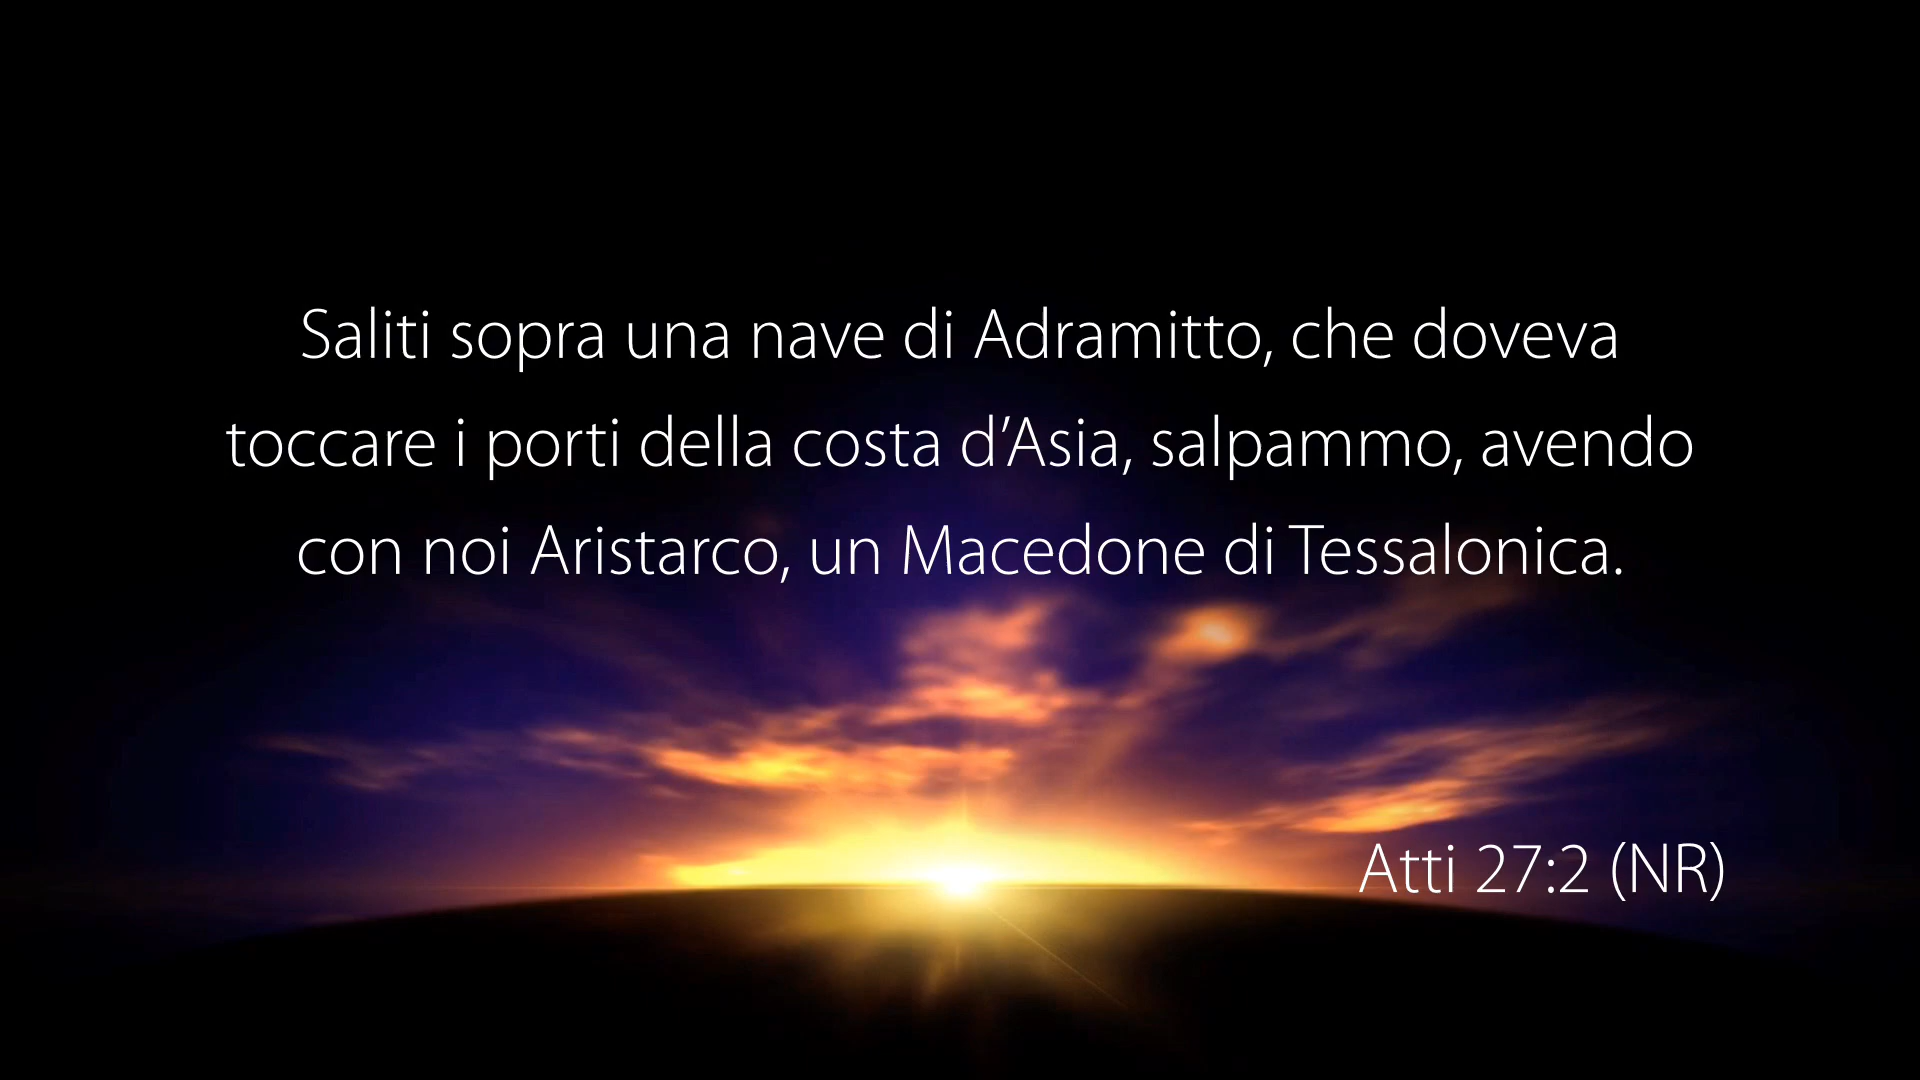 Saliti sopra una nave di Adramitto, che doveva
toccare i porti della costa d’Asia, salpammo, avendo
con noi Aristarco, un Macedone di Tessalonica.
Atti 27:2 (NR)